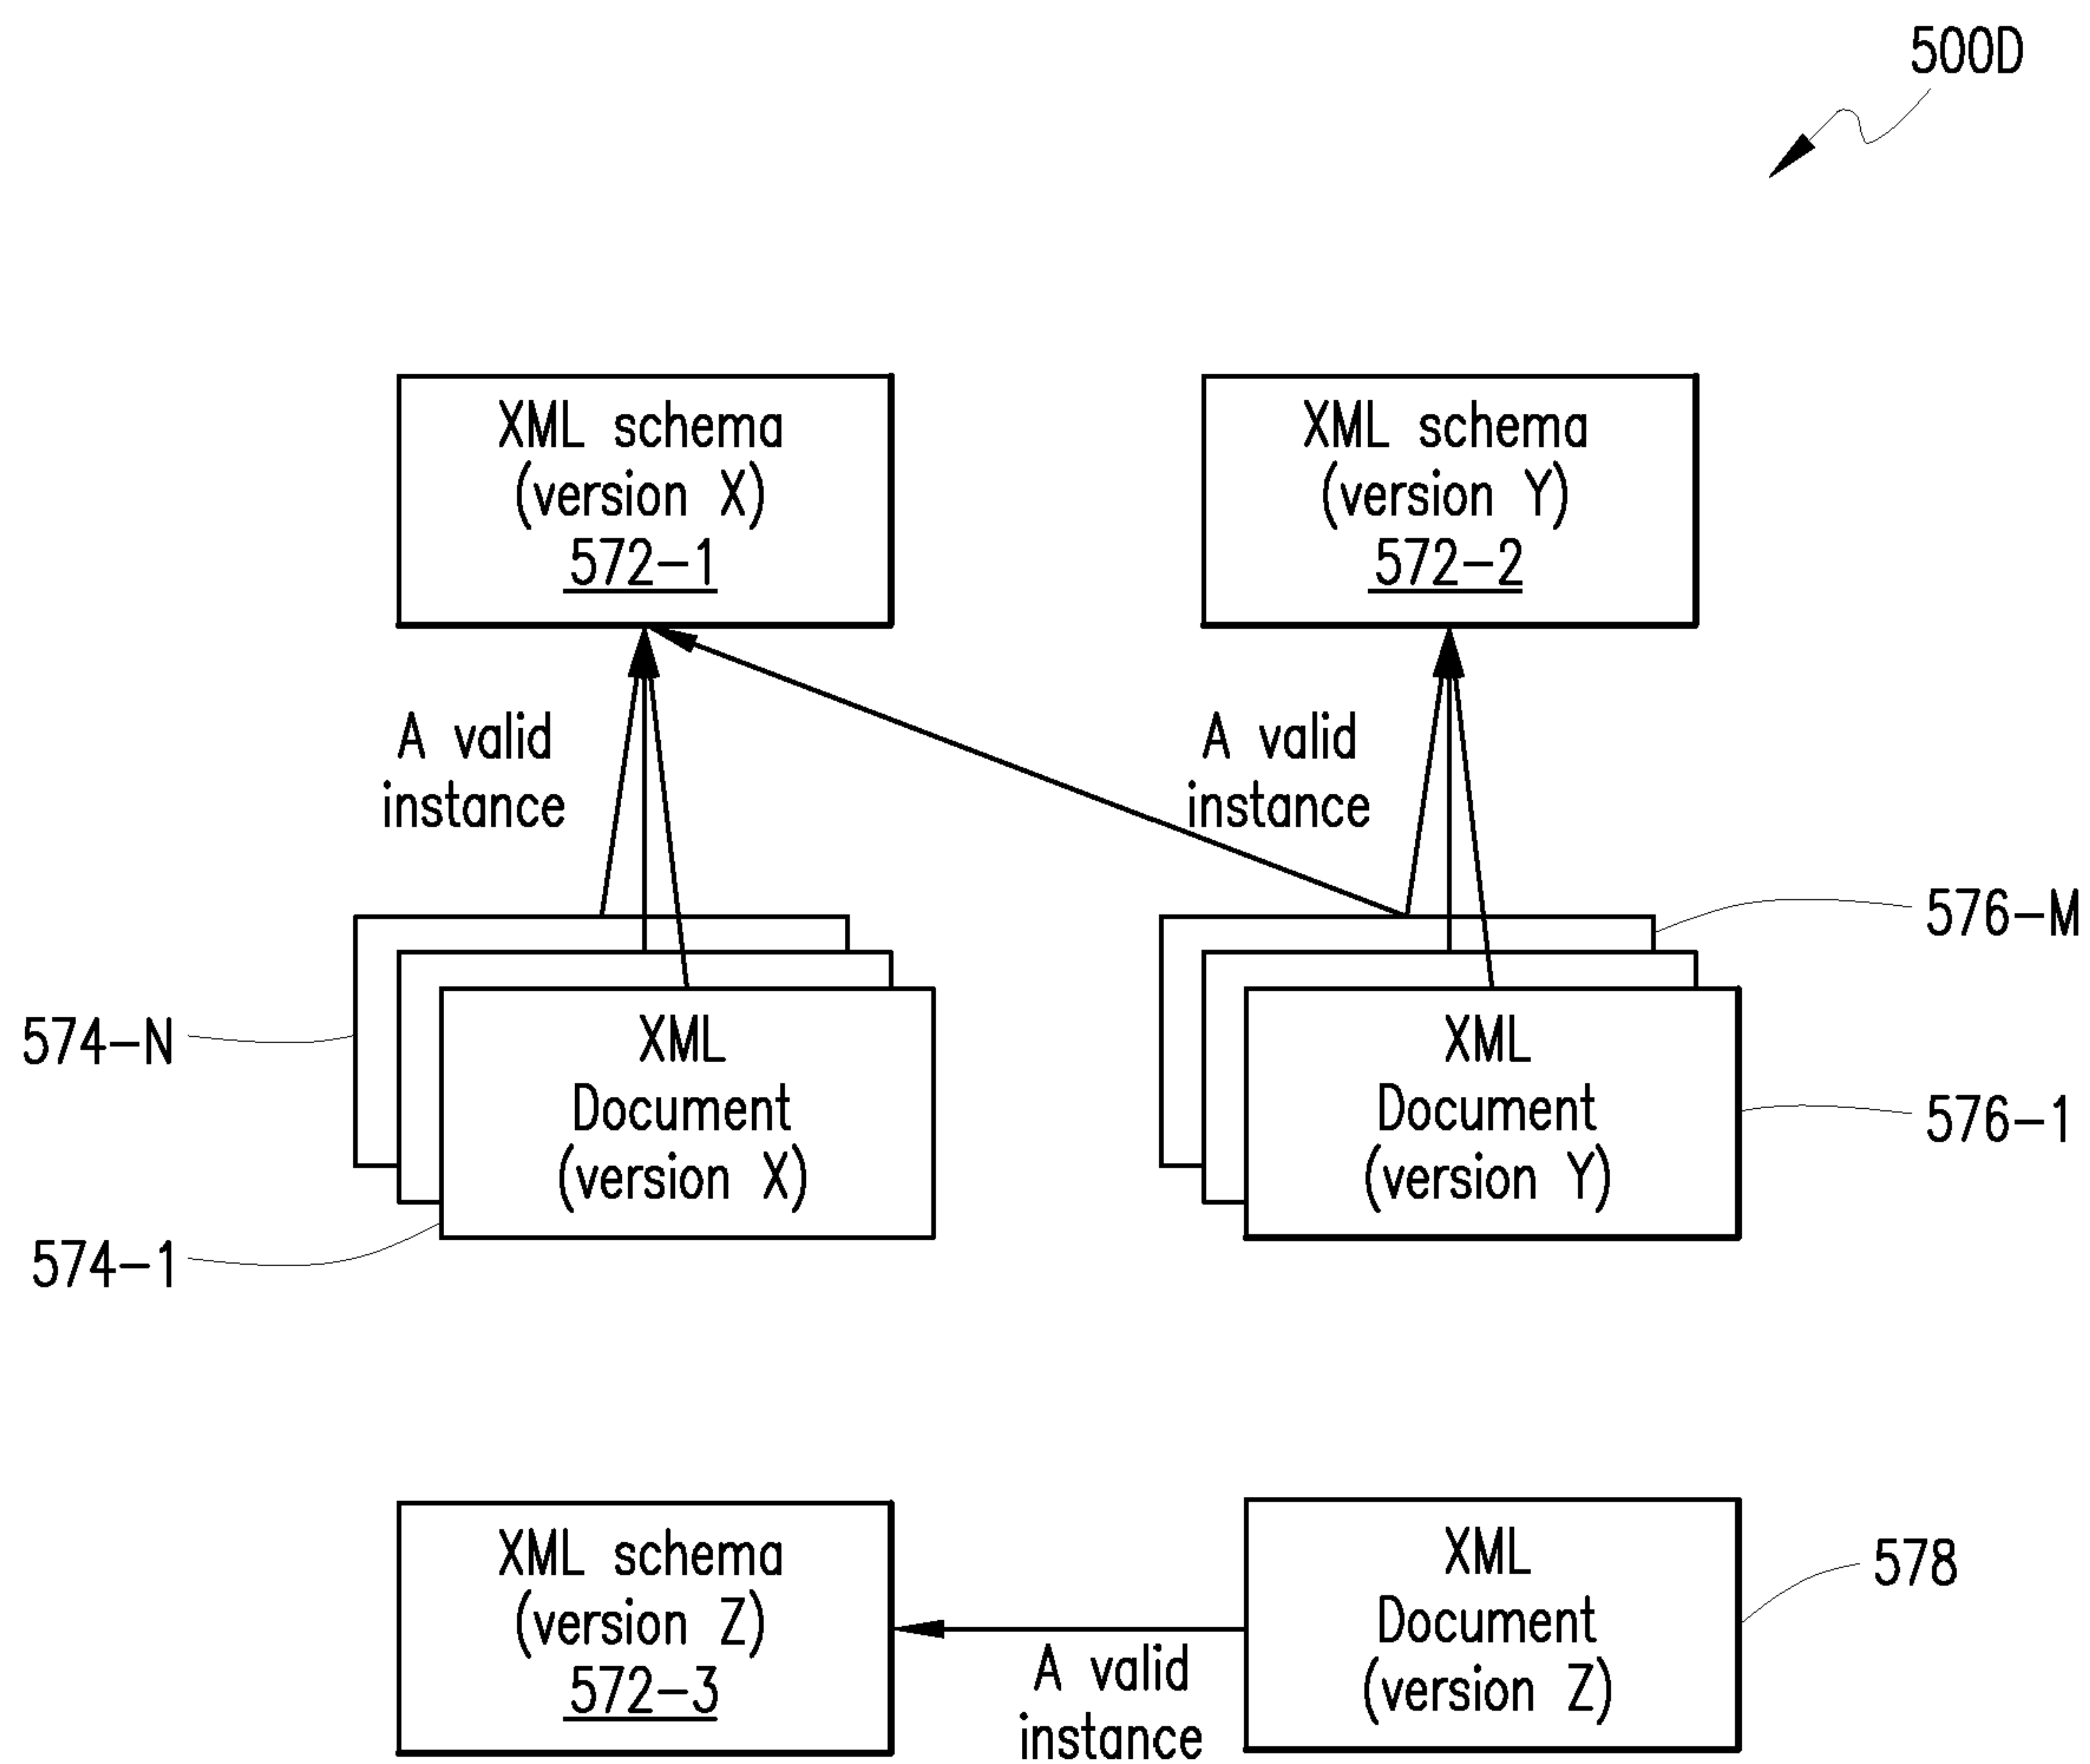 500D
XML schema
(version X)
572-1
XML schema
(version Y)
572-2
A valid
instance
A valid
instance
576-M
574-N
XML
Document
(version X)
XML
Document
(version Y)
576-1
574-1
XML schema
(version Z)
572-3
A valid
instance
XML
Document
(version Z)
578